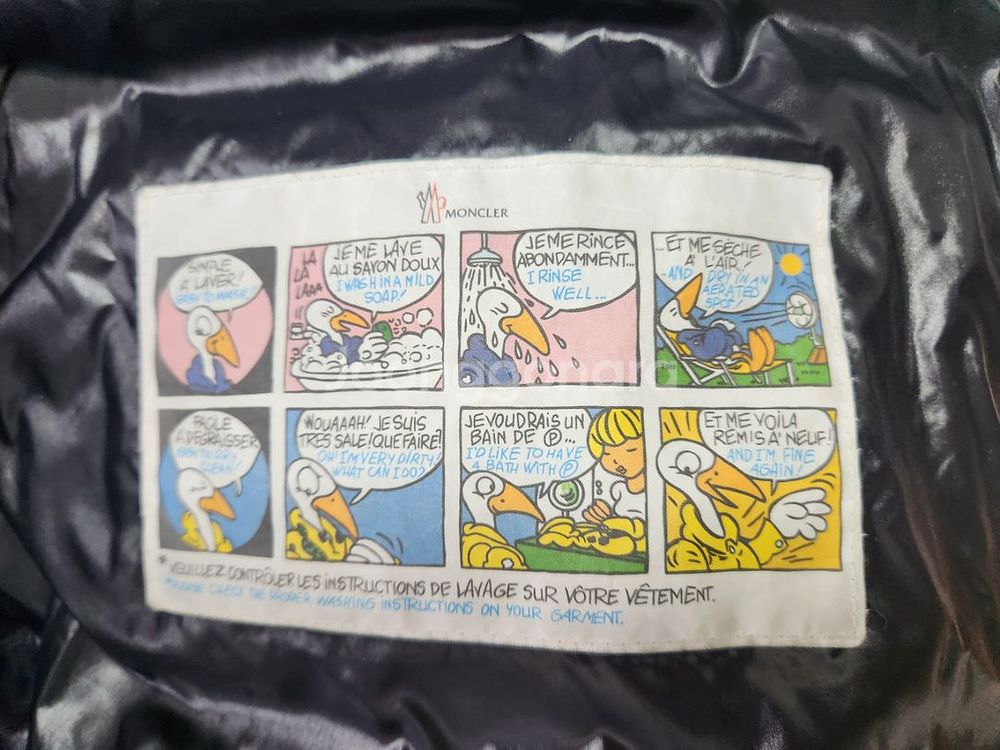 MONCLER
SIMPLE
A' LAVER!
EASY TO WASH!
LA
LA
LAAA
JE ME LAVE
AU SAVON DOUX
I WASH IN A MILD
SOAP!
JE ME RINCE
ABONDAMMENT...
I RINSE
WELL...
...ET ME SÈCHE
A' L'AIR!
-AND DRY IN AN
AERATED
SPOT!
FACILE
A DÉGRAISSER
EASY TO DRY
CLEAN!
WOUAAAH! JE SUIS
TRES SALE! QUE FAIRE?
OH! I'M VERY DIRTY!
WHAT CAN I DO?
JE VOUDRAIS UN
BAIN DE Ⓟ...
I'D LIKE TO HAVE
A BATH WITH Ⓟ
ET ME VOILA
REMIS A' NEUF!
AND I'M FINE
AGAIN!
* VEUILLEZ CONTRÔLER LES INSTRUCTIONS DE LAVAGE SUR VÔTRE VÊTEMENT.
*PLEASE CHECK THE PROPER WASHING INSTRUCTIONS ON YOUR GARMENT.